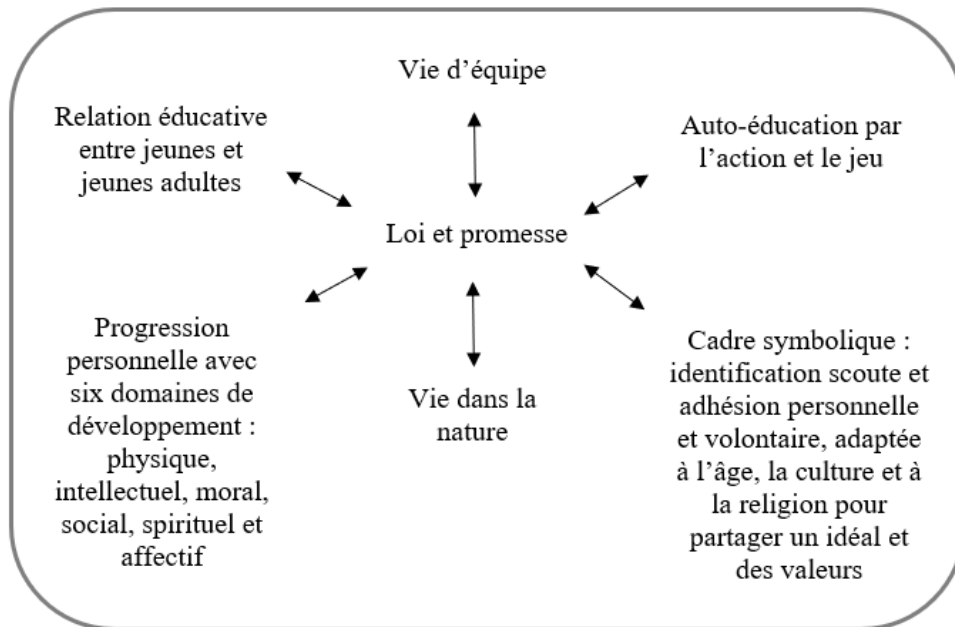 Vie d’équipe
Relation éducative
entre jeunes et
jeunes adultes
Auto-éducation par
l’action et le jeu
Loi et promesse
Progression
personnelle avec
six domaines de
développement :
physique,
intellectuel, moral,
social, spirituel et
affectif
Vie dans la
nature
Cadre symbolique :
identification scoute et
adhésion personnelle
et volontaire, adaptée
à l’âge, la culture et à
la religion pour
partager un idéal et
des valeurs